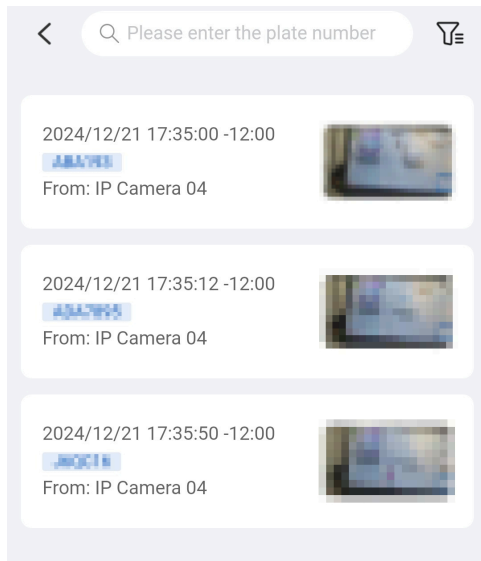 Please enter the plate number
2024/12/21 17:35:00 -12:00
From: IP Camera 04
2024/12/21 17:35:12 -12:00
From: IP Camera 04
2024/12/21 17:35:50 -12:00
From: IP Camera 04